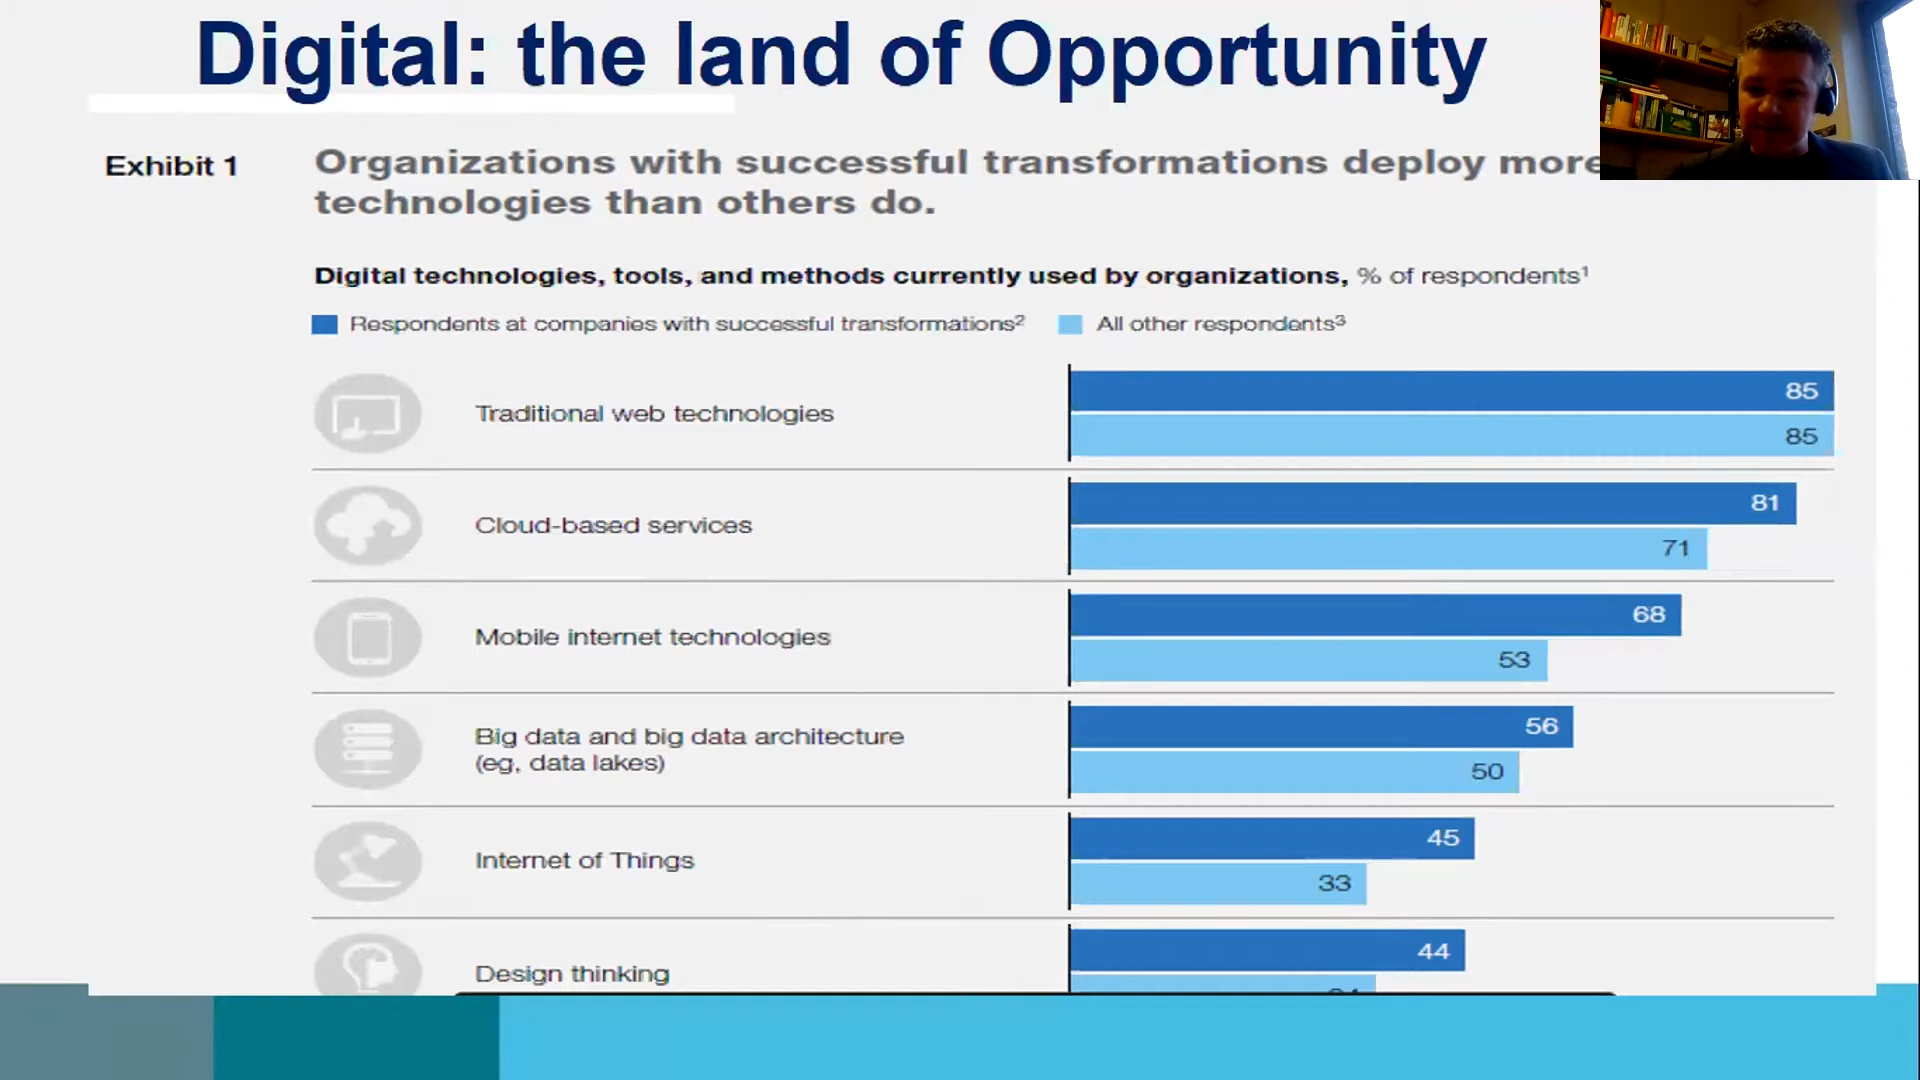 Digital: the land of Opportunity
Exhibit 1
Organizations with successful transformations deploy more
technologies than others do.
Digital technologies, tools, and methods currently used by organizations, % of respondents¹
Respondents at companies with successful transformations² All other respondents³
Traditional web technologies
85
85
Cloud-based services
81
71
Mobile internet technologies
68
53
Big data and big data architecture
(eg, data lakes)
56
50
Internet of Things
45
33
Design thinking
44